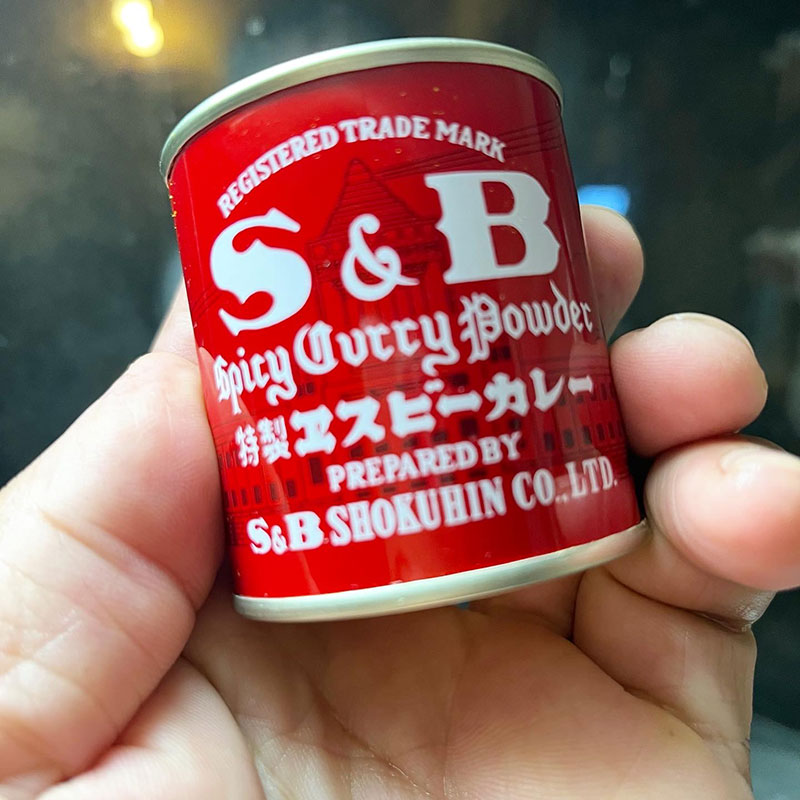 REGISTERED TRADE MARK
S & B
Spicy Curry Powder
特製 ヱスビーカレー
PREPARED BY
S&B SHOKUHIN CO., LTD.